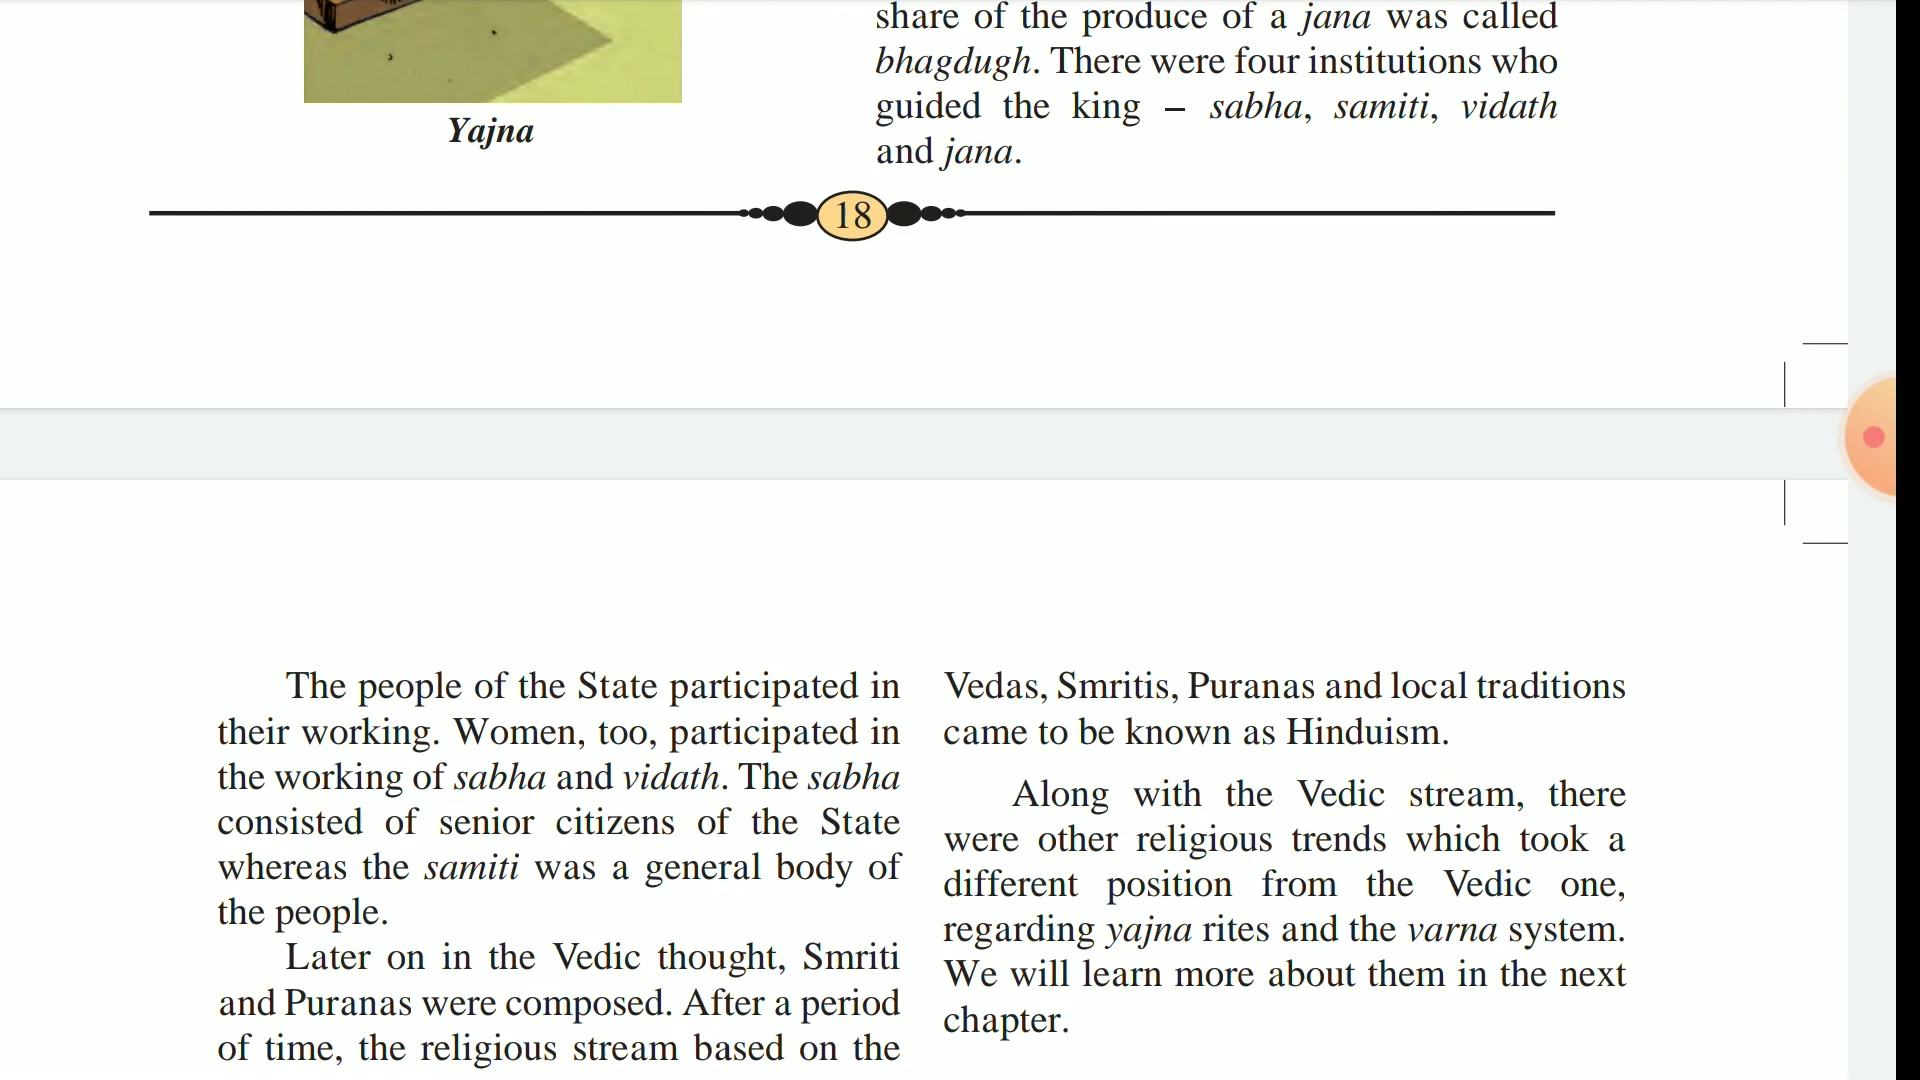 share of the produce of a jana was called
bhagdugh. There were four institutions who
guided the king – sabha, samiti, vidath
and jana.
Yajna
18
The people of the State participated in
their working. Women, too, participated in
the working of sabha and vidath. The sabha
consisted of senior citizens of the State
whereas the samiti was a general body of
the people.
Later on in the Vedic thought, Smriti
and Puranas were composed. After a period
of time, the religious stream based on the
Vedas, Smritis, Puranas and local traditions
came to be known as Hinduism.
Along with the Vedic stream, there
were other religious trends which took a
different position from the Vedic one,
regarding yajna rites and the varna system.
We will learn more about them in the next
chapter.